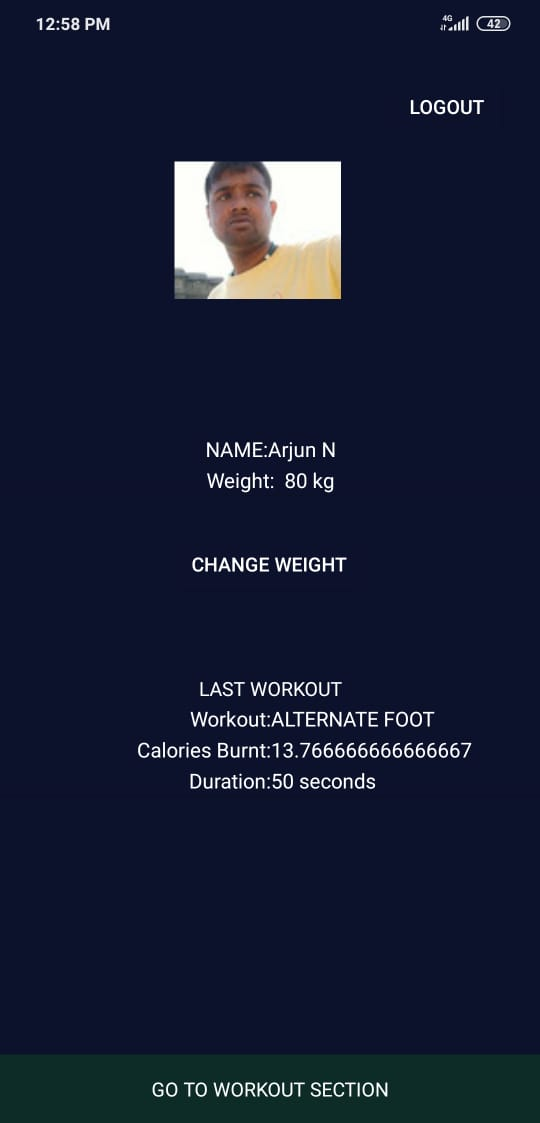 12:58 PM 4G 42
LOGOUT
NAME:Arjun N
Weight:  80 kg
CHANGE WEIGHT
LAST WORKOUT
Workout:ALTERNATE FOOT
Calories Burnt:13.766666666666667
Duration:50 seconds
GO TO WORKOUT SECTION